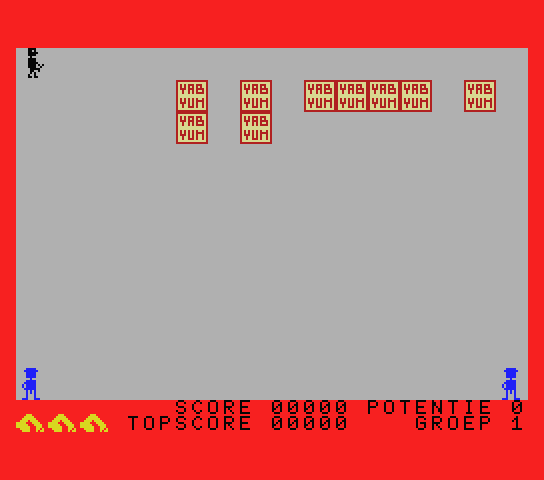 YAB YAB YAB YAB YAB YAB YAB
YUM YUM YUM YUM YUM YUM YUM
YAB YAB
YUM YUM
SCORE 00000 POTENTIE 0
TOPSCORE 00000 GROEP 1